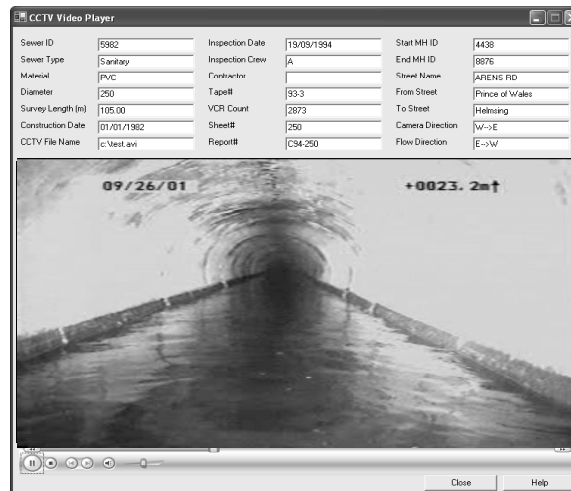 CCTV Video Player
Sewer ID 5982 Inspection Date 19/09/1994 Start MH ID 4438
Sewer Type Sanitary Inspection Crew A End MH ID 8876
Material PVC Contractor Street Name ARENS RD
Diameter 250 Tape# 93-3 From Street Prince of Wales
Survey Length (m) 105.00 VCR Count 2873 To Street Helmsing
Construction Date 01/01/1982 Sheet# 250 Camera Direction W-->E
CCTV File Name c:\test.avi Report# C94-250 Flow Direction E-->W
09/26/01 +0023.2m↑
Close Help